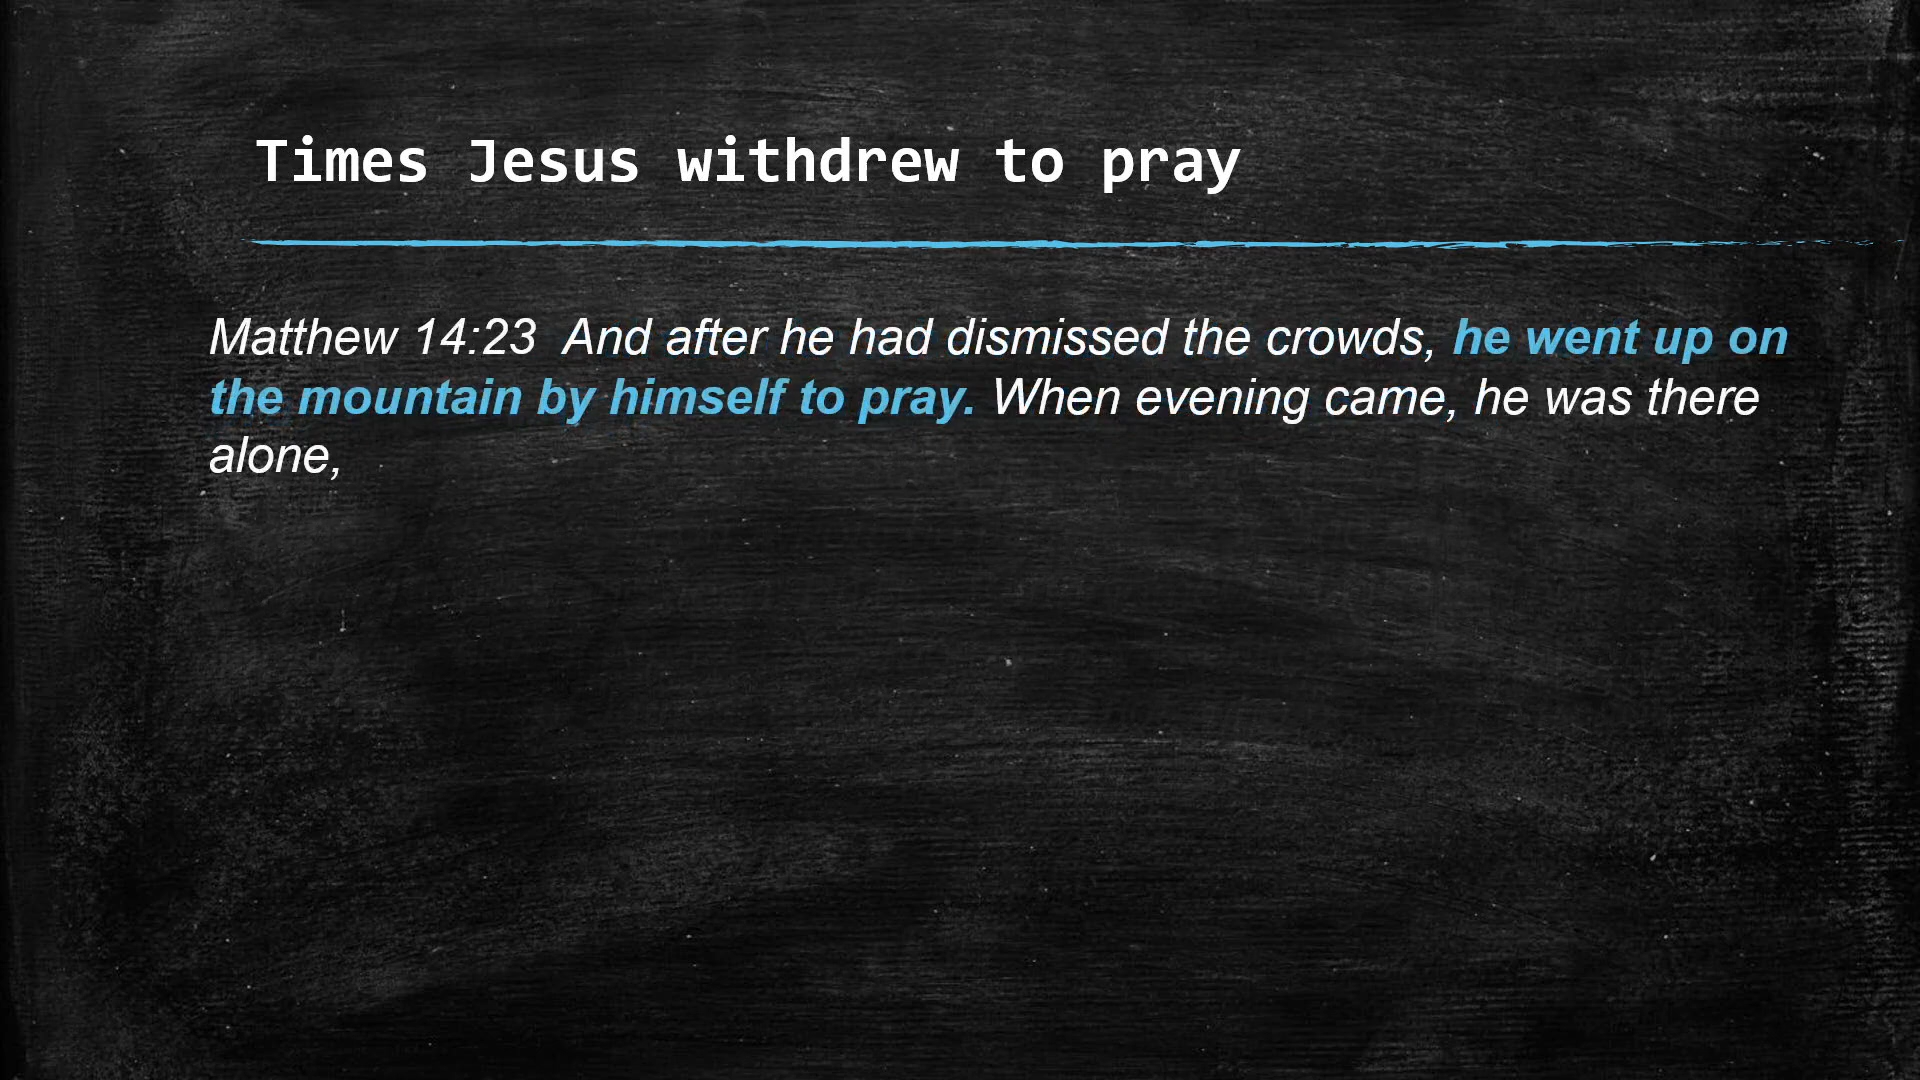 Times Jesus withdrew to pray
Matthew 14:23  And after he had dismissed the crowds, he went up on
the mountain by himself to pray. When evening came, he was there
alone,